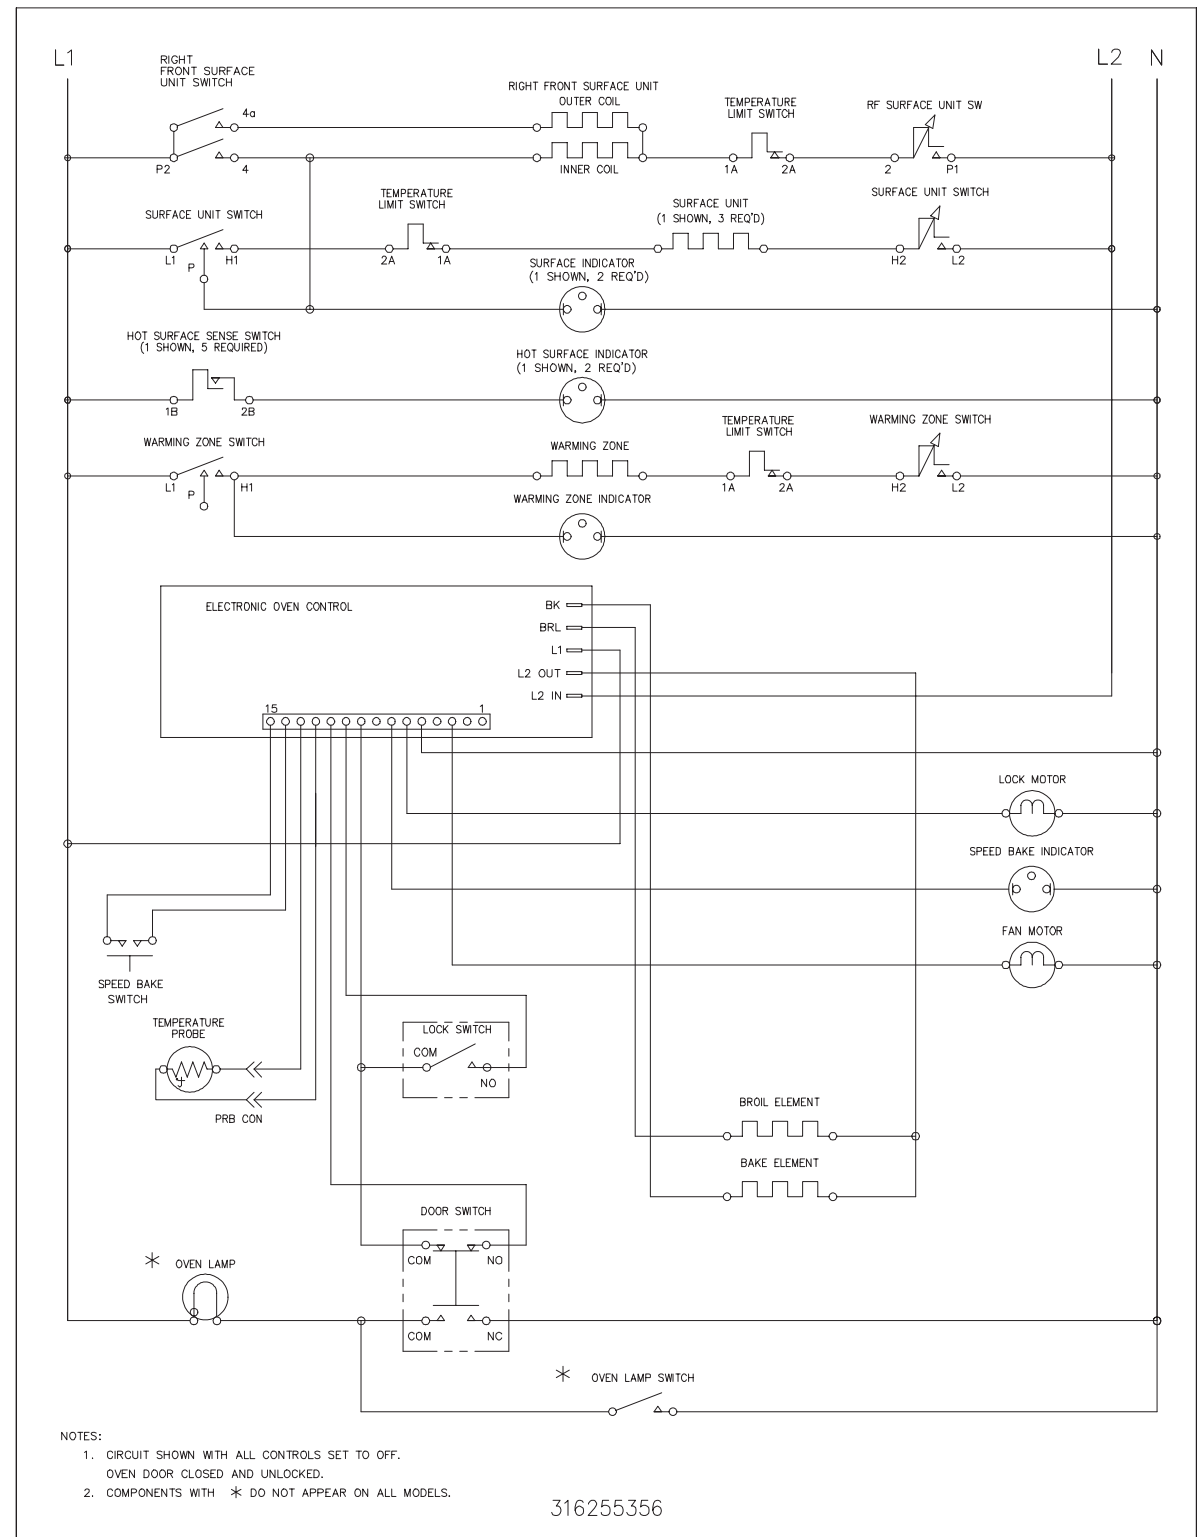 L1
L2 N
RIGHT
FRONT SURFACE
UNIT SWITCH
4a
RIGHT FRONT SURFACE UNIT
OUTER COIL
TEMPERATURE
LIMIT SWITCH
RF SURFACE UNIT SW
P2
4
INNER COIL
1A
2A
2
P1
SURFACE UNIT SWITCH
TEMPERATURE
LIMIT SWITCH
SURFACE UNIT
(1 SHOWN, 3 REQ'D)
SURFACE UNIT SWITCH
L1
P
H1
2A
1A
H2
L2
SURFACE INDICATOR
(1 SHOWN, 2 REQ'D)
HOT SURFACE SENSE SWITCH
(1 SHOWN, 5 REQUIRED)
HOT SURFACE INDICATOR
(1 SHOWN, 2 REQ'D)
1B
2B
WARMING ZONE SWITCH
WARMING ZONE
TEMPERATURE
LIMIT SWITCH
WARMING ZONE SWITCH
L1
P
H1
1A
2A
H2
L2
WARMING ZONE INDICATOR
ELECTRONIC OVEN CONTROL
BK
BRL
L1
L2 OUT
L2 IN
15
1
LOCK MOTOR
SPEED BAKE INDICATOR
FAN MOTOR
SPEED BAKE
SWITCH
TEMPERATURE
PROBE
PRB CON
LOCK SWITCH
COM
NO
BROIL ELEMENT
BAKE ELEMENT
DOOR SWITCH
COM
NO
* OVEN LAMP
COM
NC
* OVEN LAMP SWITCH
NOTES:
1. CIRCUIT SHOWN WITH ALL CONTROLS SET TO OFF.
OVEN DOOR CLOSED AND UNLOCKED.
2. COMPONENTS WITH * DO NOT APPEAR ON ALL MODELS.
316255356